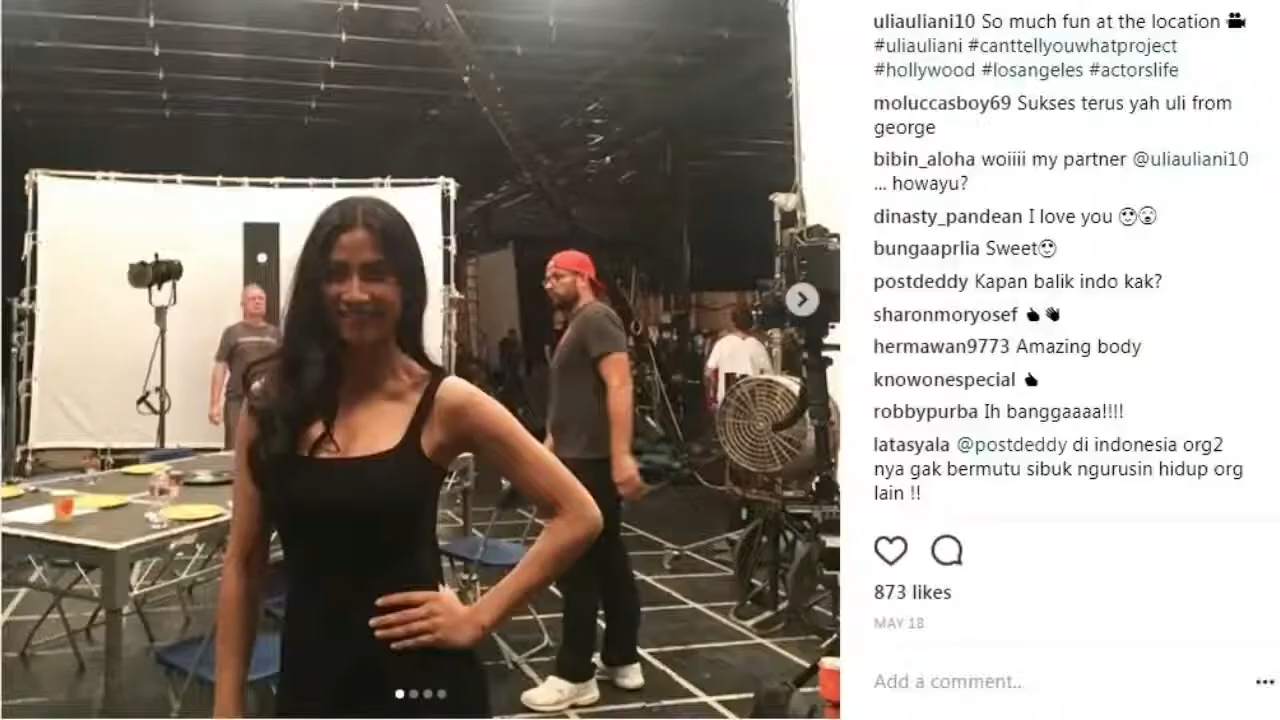 uliauliani10 So much fun at the location 🎥
#uliauliani #canttellyouwhatproject
#hollywood #losangeles #actorslife
moluccasboy69 Sukses terus yah uli from
george
bibin_aloha woiiii my partner @uliauliani10
... howayu?
dinasty_pandean I love you 🙂😮
bungaaprlia Sweet🙂
postdeddy Kapan balik indo kak?
sharonmoryosef 👍👏
hermawan9773 Amazing body
knowonespecial 👍
robbypurba Ih banggaaaa!!!!
latasyala @postdeddy di indonesia org2
nya gak bermutu sibuk ngurusin hidup org
lain !!
873 likes
MAY 18
Add a comment..